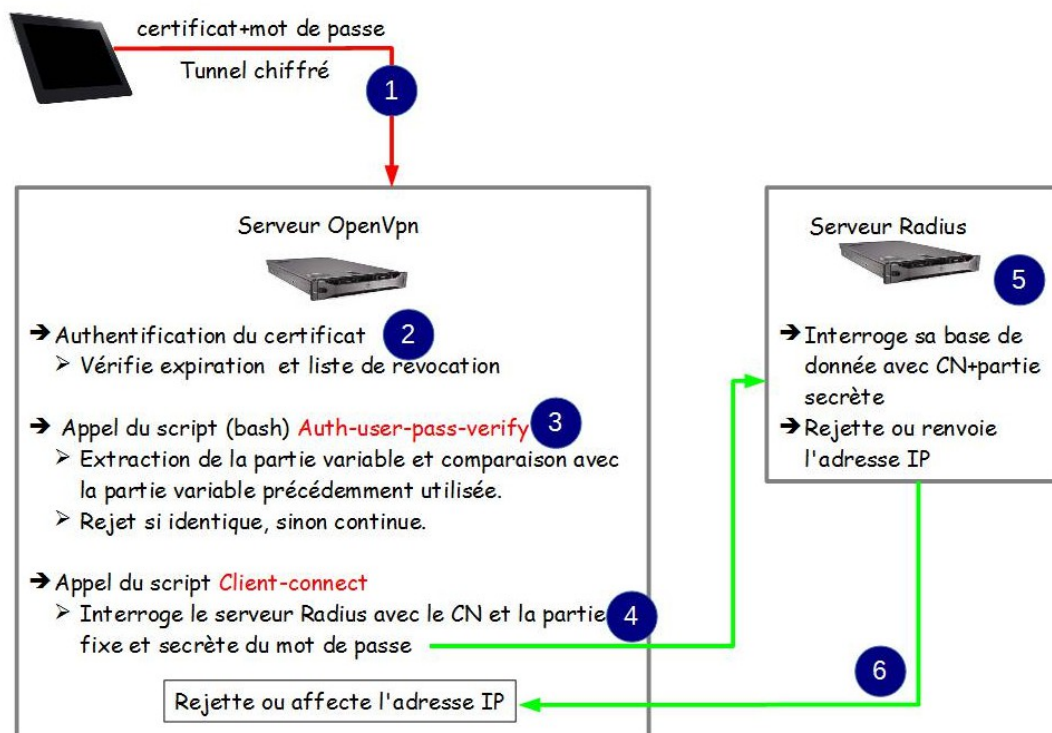 certificat+mot de passe
Tunnel chiffré
1
Serveur OpenVpn
➔ Authentification du certificat 2
➢ Vérifie expiration et liste de révocation
➔ Appel du script (bash) Auth-user-pass-verify 3
➢ Extraction de la partie variable et comparaison avec
la partie variable précédemment utilisée.
➢ Rejet si identique, sinon continue.
➔ Appel du script Client-connect
➢ Interroge le serveur Radius avec le CN et la partie 4
fixe et secrète du mot de passe
Rejette ou affecte l'adresse IP
Serveur Radius
5
➔ Interroge sa base de
donnée avec CN+partie
secrète
➔ Rejette ou renvoie
l'adresse IP
6